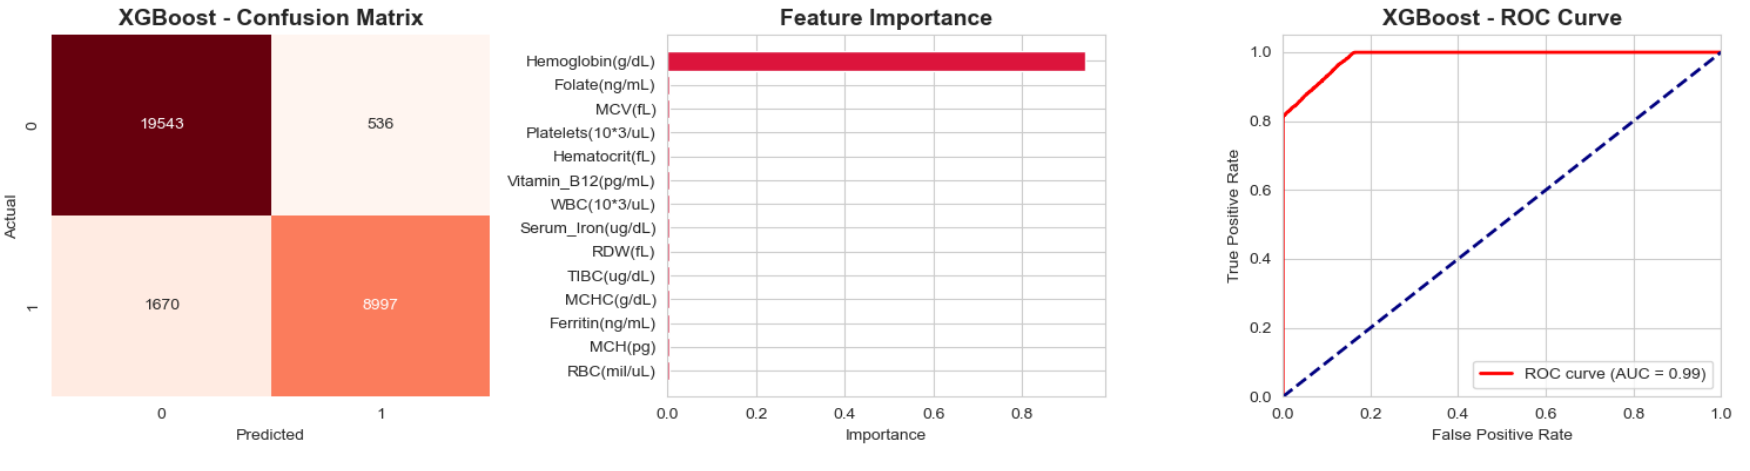 XGBoost - Confusion Matrix
0
1
Actual
19543
536
1670
8997
0
1
Predicted
Feature Importance
Hemoglobin(g/dL)
Folate(ng/mL)
MCV(fL)
Platelets(10*3/uL)
Hematocrit(fL)
Vitamin_B12(pg/mL)
WBC(10*3/uL)
Serum_Iron(ug/dL)
RDW(fL)
TIBC(ug/dL)
MCHC(g/dL)
Ferritin(ng/mL)
MCH(pg)
RBC(mil/uL)
0.0
0.2
0.4
0.6
0.8
Importance
XGBoost - ROC Curve
True Positive Rate
1.0
0.8
0.6
0.4
0.2
0.0
ROC curve (AUC = 0.99)
0.0
0.2
0.4
0.6
0.8
1.0
False Positive Rate